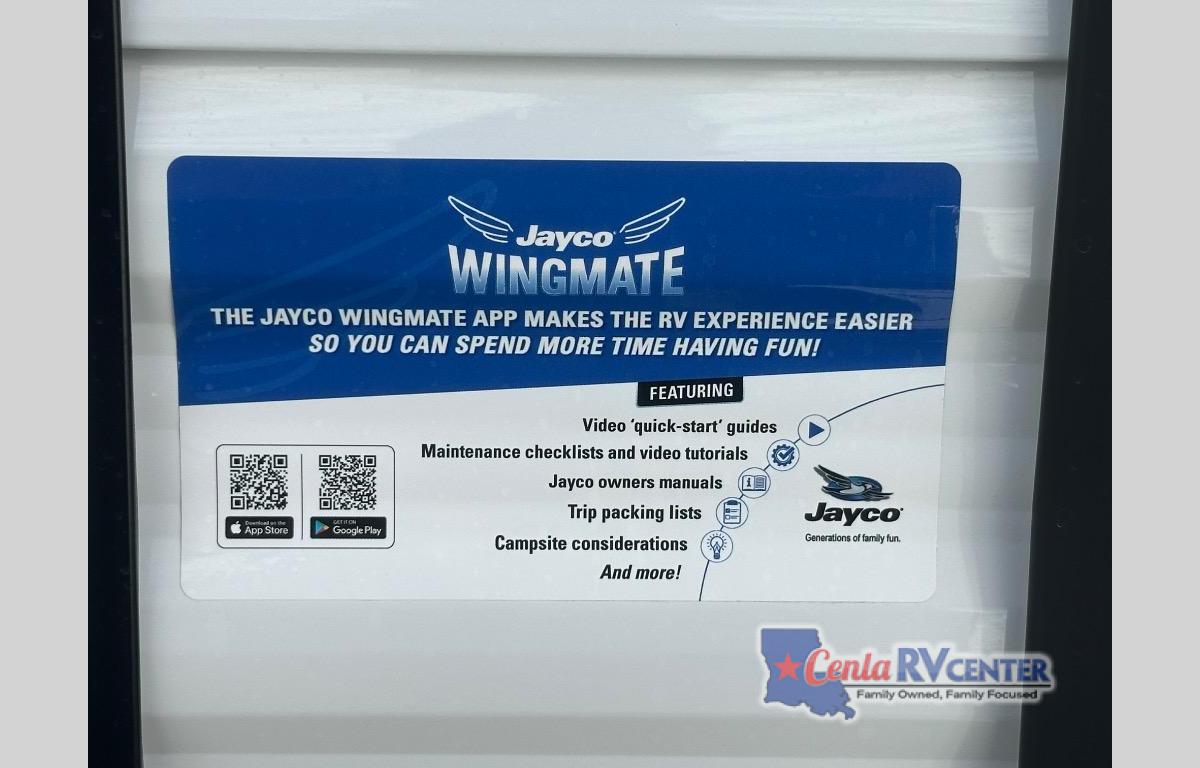 Jayco
WINGMATE
THE JAYCO WINGMATE APP MAKES THE RV EXPERIENCE EASIER
SO YOU CAN SPEND MORE TIME HAVING FUN!
FEATURING
Video ‘quick-start’ guides
Maintenance checklists and video tutorials
Jayco owners manuals
Trip packing lists
Campsite considerations
And more!
Download on the
App Store
GET IT ON
Google Play
Jayco
Generations of family fun.
Cenla RV CENTER
Family Owned, Family Focused